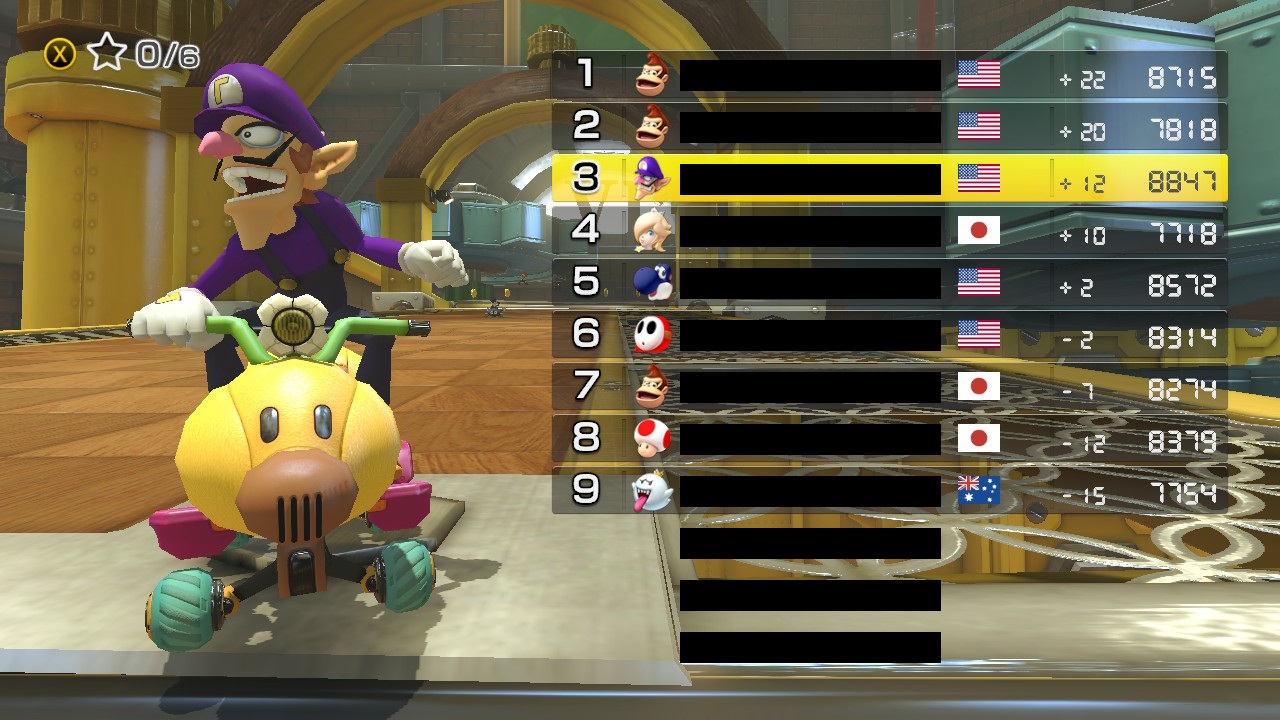 X 0/6
1 + 22 8715
2 + 20 7818
3 + 12 8847
4 + 10 7718
5 + 2 8572
6 - 2 8314
7 - 7 8274
8 - 12 8379
9 - 15 7754